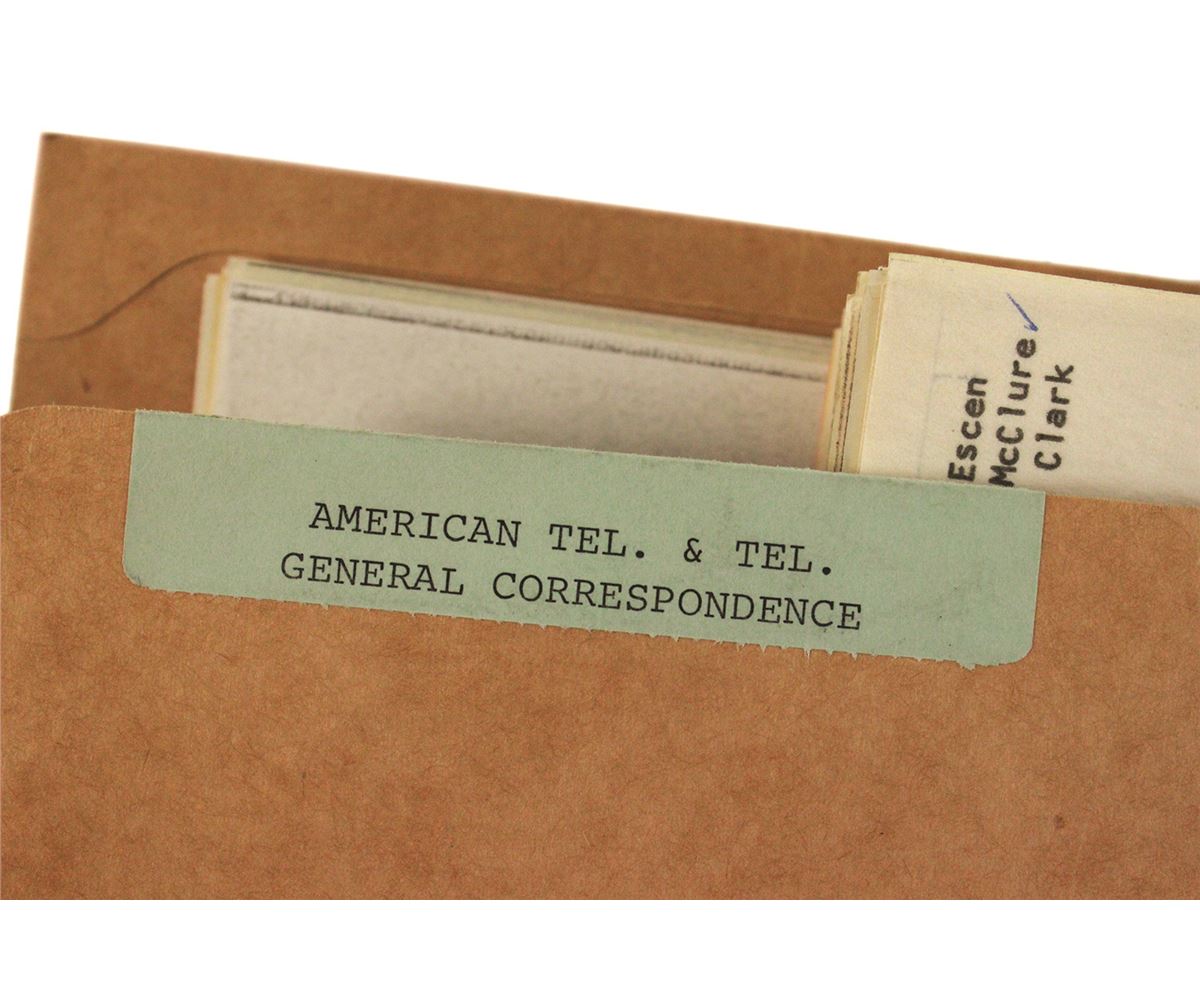 Escen
McClure
Clark
AMERICAN TEL. & TEL.
GENERAL CORRESPONDENCE